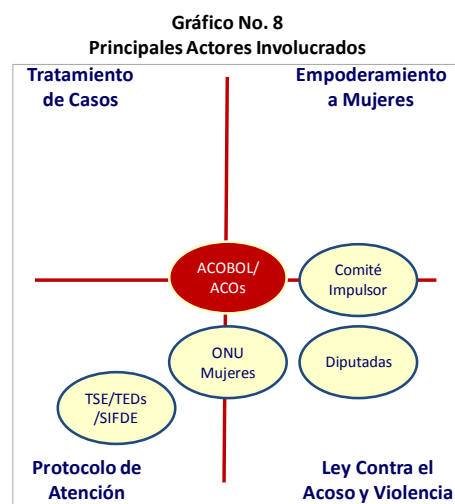 Gráfico No. 8
Principales Actores Involucrados
Tratamiento
de Casos
Empoderamiento
a Mujeres
ACOBOL/
ACOs
Comité
Impulsor
ONU
Mujeres
Diputadas
TSE/TEDs
/SIFDE
Protocolo de
Atención
Ley Contra el
Acoso y Violencia